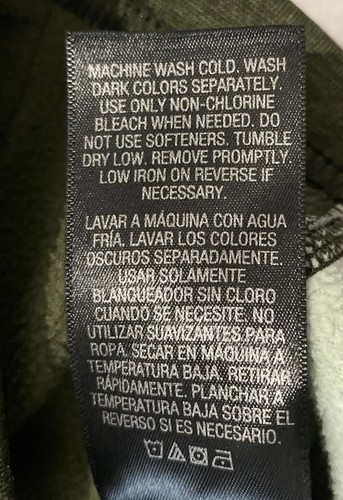 MACHINE WASH COLD. WASH
DARK COLORS SEPARATELY.
USE ONLY NON-CHLORINE
BLEACH WHEN NEEDED. DO
NOT USE SOFTENERS. TUMBLE
DRY LOW. REMOVE PROMPTLY.
LOW IRON ON REVERSE IF
NECESSARY.
LAVAR A MÁQUINA CON AGUA
FRÍA. LAVAR LOS COLORES
OSCUROS SEPARADAMENTE.
USAR SOLAMENTE
BLANQUEADOR SIN CLORO
CUANDO SE NECESITE. NO
UTILIZAR SUAVIZANTES PARA
ROPA. SECAR EN MÁQUINA A
TEMPERATURA BAJA. RETIRAR
RÁPIDAMENTE. PLANCHAR A
TEMPERATURA BAJA SOBRE EL
REVERSO SI ES NECESARIO.